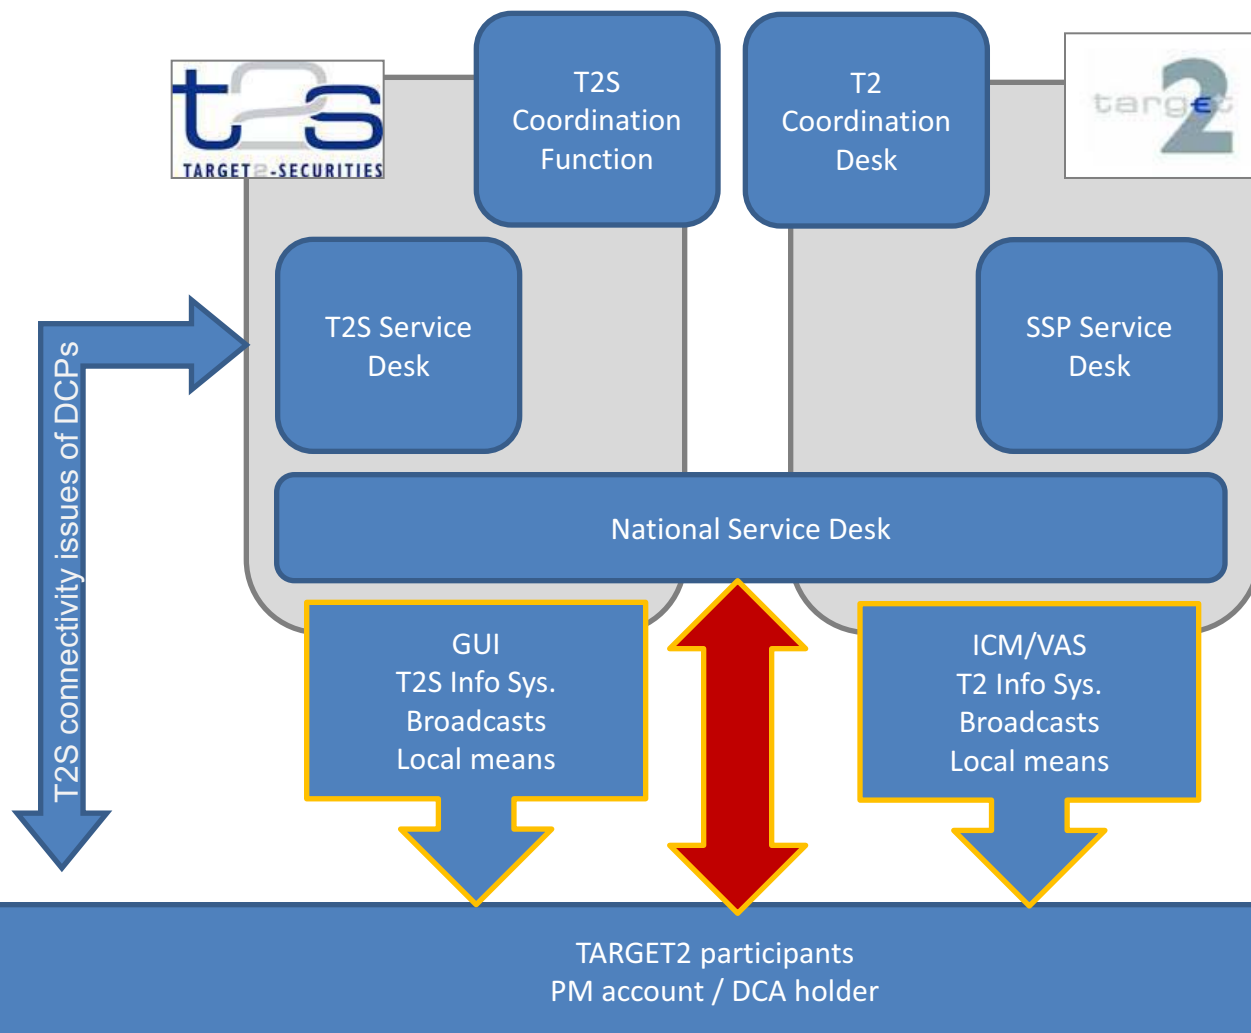 t2s
TARGET2-SECURITIES
T2S
Coordination
Function
T2
Coordination
Desk
target
2
T2S Service
Desk
SSP Service
Desk
T2S connectivity issues of DCPs
National Service Desk
GUI
T2S Info Sys.
Broadcasts
Local means
ICM/VAS
T2 Info Sys.
Broadcasts
Local means
TARGET2 participants
PM account / DCA holder